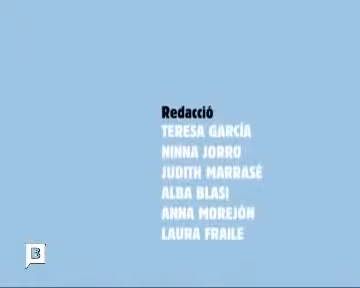 Redacció
TERESA GARCÍA
NINNA JORRO
JUDITH MARRASÉ
ALBA BLASI
ANNA MOREJÓN
LAURA FRAILE